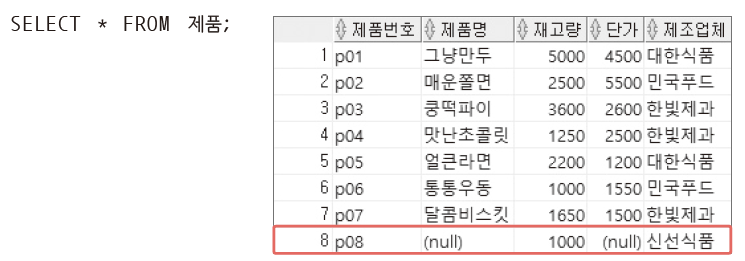 SELECT * FROM 제품;
제품번호 제품명 재고량 단가 제조업체
1 p01 그냥만두 5000 4500 대한식품
2 p02 매운쫄면 2500 5500 민국푸드
3 p03 쿵떡파이 3600 2600 한빛제과
4 p04 맛난초콜릿 1250 2500 한빛제과
5 p05 얼큰라면 2200 1200 대한식품
6 p06 통통우동 1000 1550 민국푸드
7 p07 달콤비스킷 1650 1500 한빛제과
8 p08 (null) 1000 (null) 신선식품